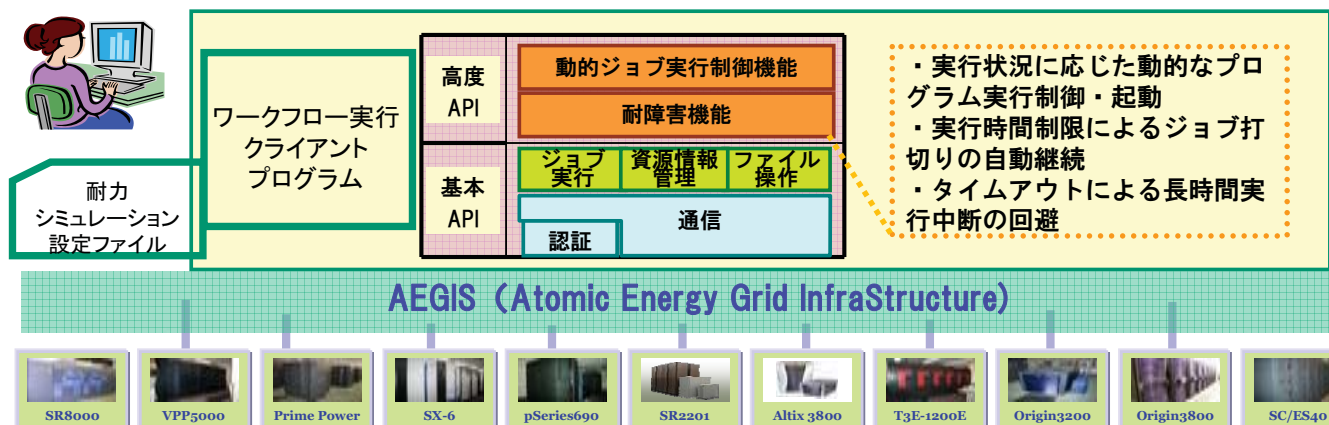 ワークフロー実行
クライアント
プログラム
耐力
シミュレーション
設定ファイル
高度
API
動的ジョブ実行制御機能
耐障害機能
基本
API
ジョブ
実行
資源情報
管理
ファイル
操作
通信
認証
・実行状況に応じた動的なプロ
グラム実行制御・起動
・実行時間制限によるジョブ打
切りの自動継続
・タイムアウトによる長時間実
行中断の回避
AEGIS (Atomic Energy Grid InfraStructure)
SR8000
VPP5000
Prime Power
SX-6
pSeries690
SR2201
Altix 3800
T3E-1200E
Origin3200
Origin3800
SC/ES40